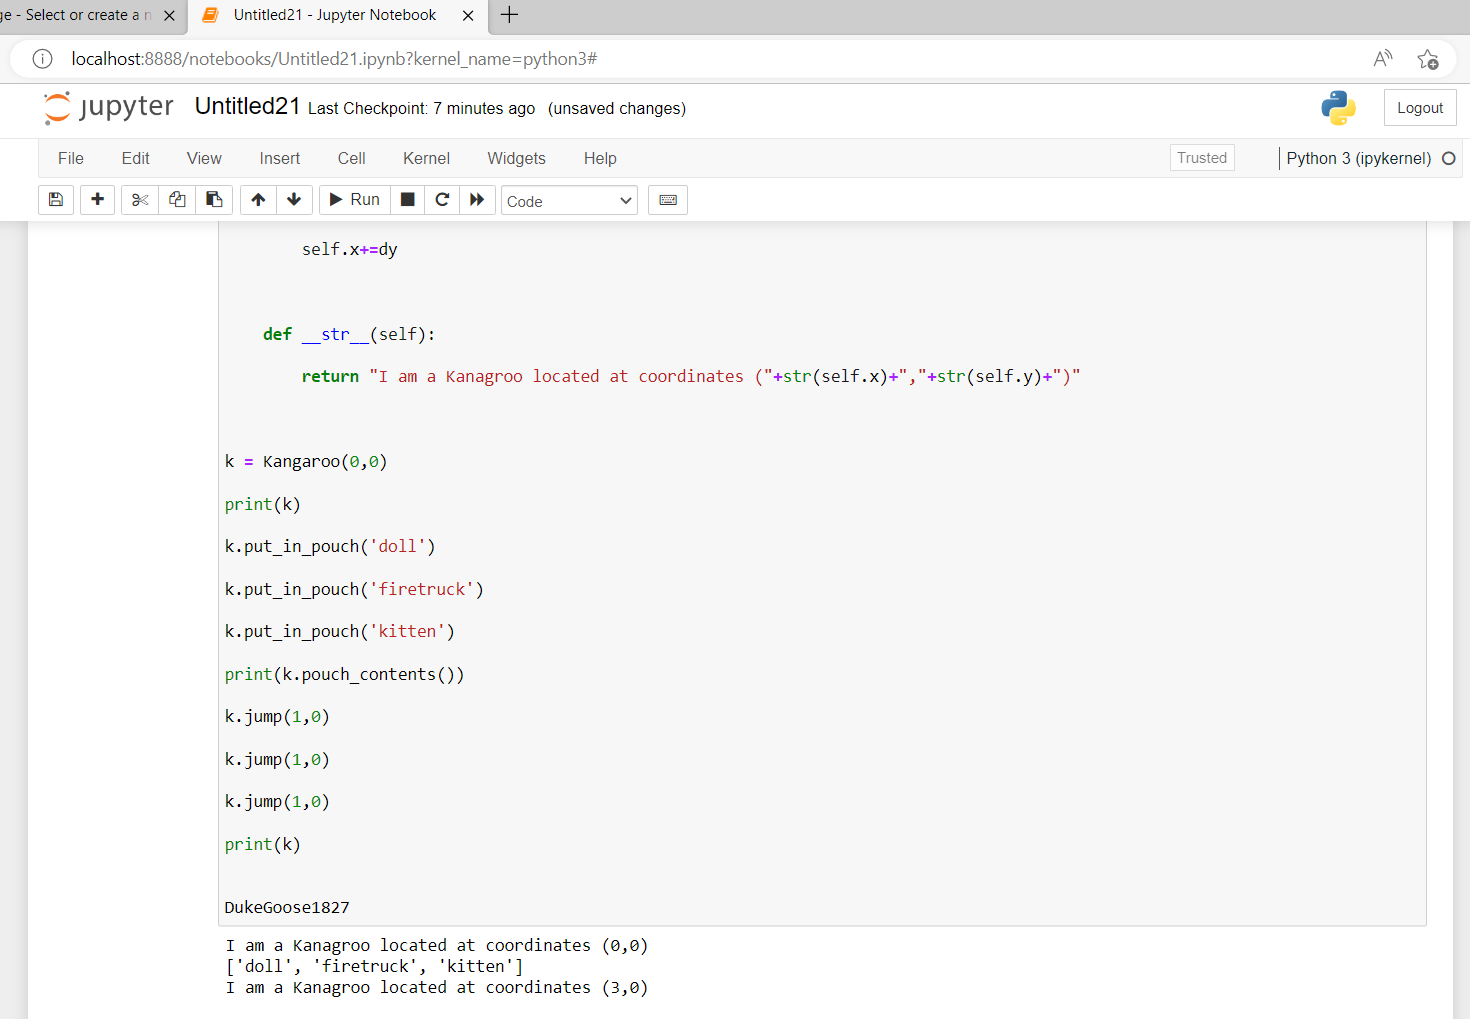 ge - Select or create a n
Untitled21 - Jupyter Notebook
localhost:8888/notebooks/Untitled21.ipynb?kernel_name=python3#
jupyter Untitled21 Last Checkpoint: 7 minutes ago (unsaved changes)
Logout
File Edit View Insert Cell Kernel Widgets Help
Trusted
Python 3 (ipykernel)
Run
Code
self.x+=dy
def __str__(self):
return "I am a Kanagroo located at coordinates ("+str(self.x)+","+str(self.y)+")"
k = Kangaroo(0,0)
print(k)
k.put_in_pouch('doll')
k.put_in_pouch('firetruck')
k.put_in_pouch('kitten')
print(k.pouch_contents())
k.jump(1,0)
k.jump(1,0)
k.jump(1,0)
print(k)
DukeGoose1827
I am a Kanagroo located at coordinates (0,0)
['doll', 'firetruck', 'kitten']
I am a Kanagroo located at coordinates (3,0)